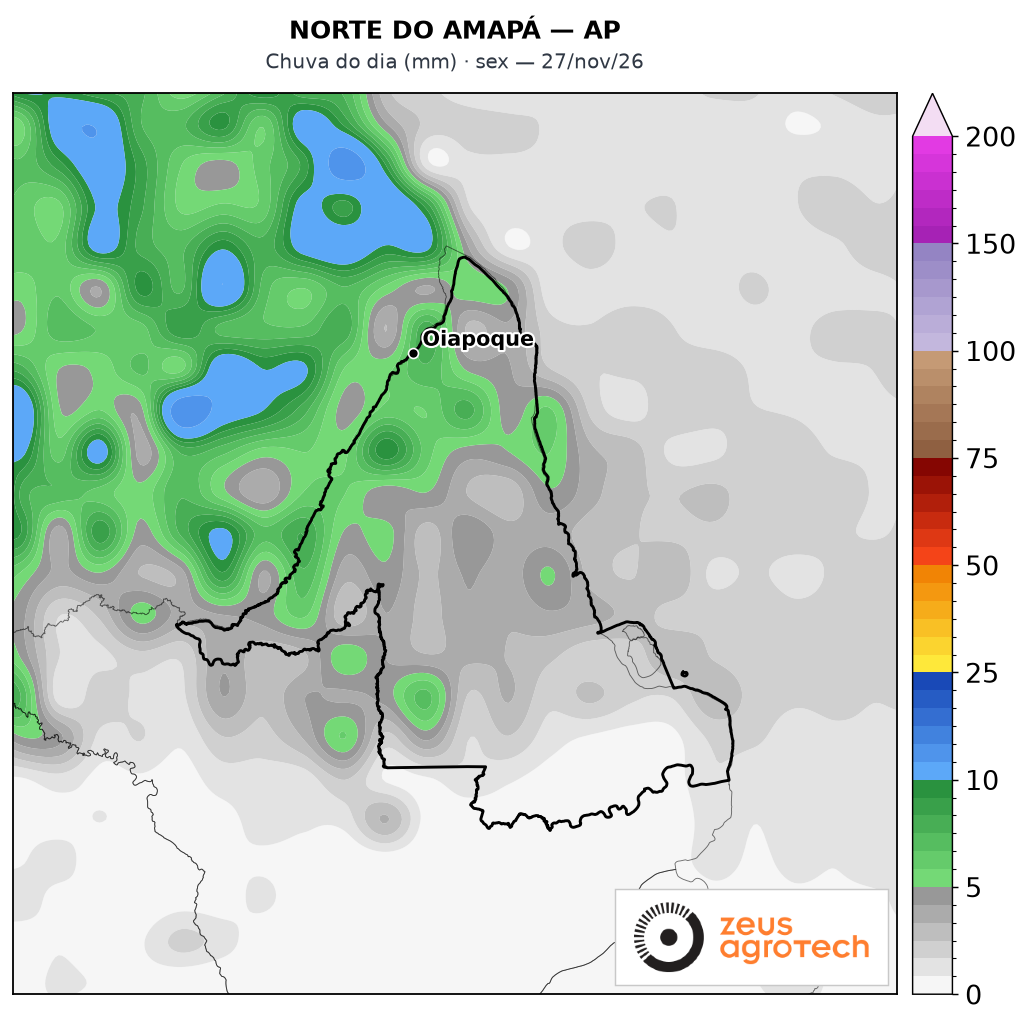 NORTE DO AMAPÁ — AP
Chuva do dia (mm) · sex — 27/nov/26
Oiapoque
200
150
100
75
50
25
10
5
0
zeus
agrotech